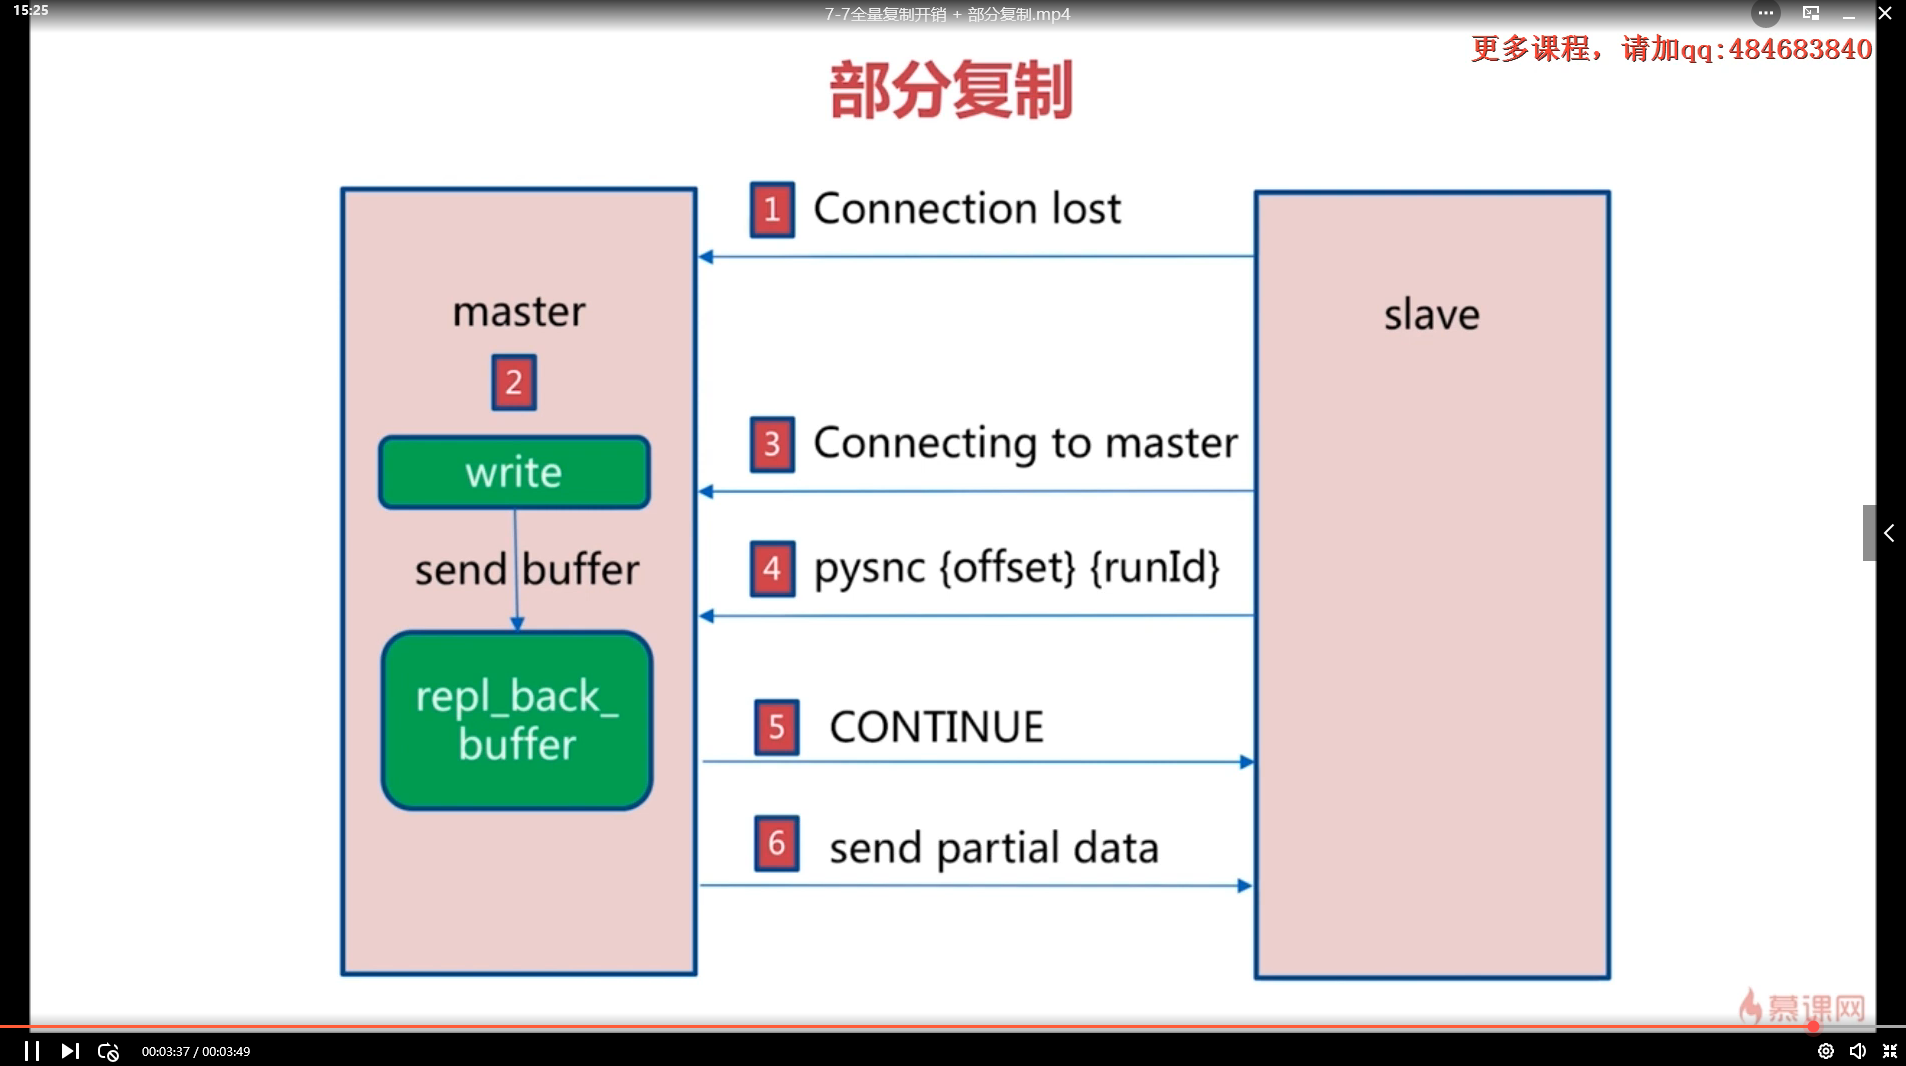 15:25
7-7全量复制开销 + 部分复制.mp4
更多课程，请加qq:484683840
部分复制
1 Connection lost
master
slave
2
write
3 Connecting to master
send buffer
4 pysnc {offset} {runId}
repl_back_
buffer
5 CONTINUE
6 send partial data
慕课网
00:03:37 / 00:03:49